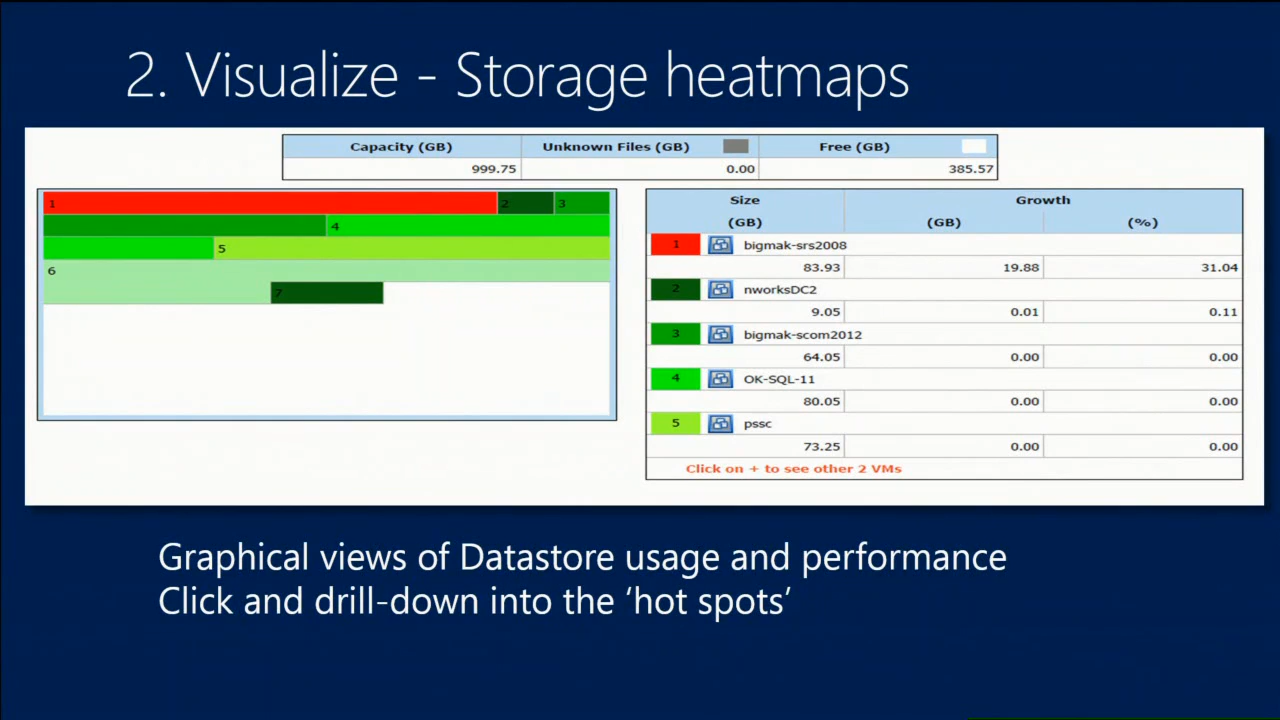 2. Visualize - Storage heatmaps
Capacity (GB) Unknown Files (GB) Free (GB)
999.75 0.00 385.57
1 2 3
4
5
6
7
Size Growth
(GB) (GB) (%)
1 bigmak-srs2008
83.93 19.88 31.04
2 nworksDC2
9.05 0.01 0.11
3 bigmak-scom2012
64.05 0.00 0.00
4 OK-SQL-11
80.05 0.00 0.00
5 pssc
73.25 0.00 0.00
Click on + to see other 2 VMs
Graphical views of Datastore usage and performance
Click and drill-down into the ‘hot spots’